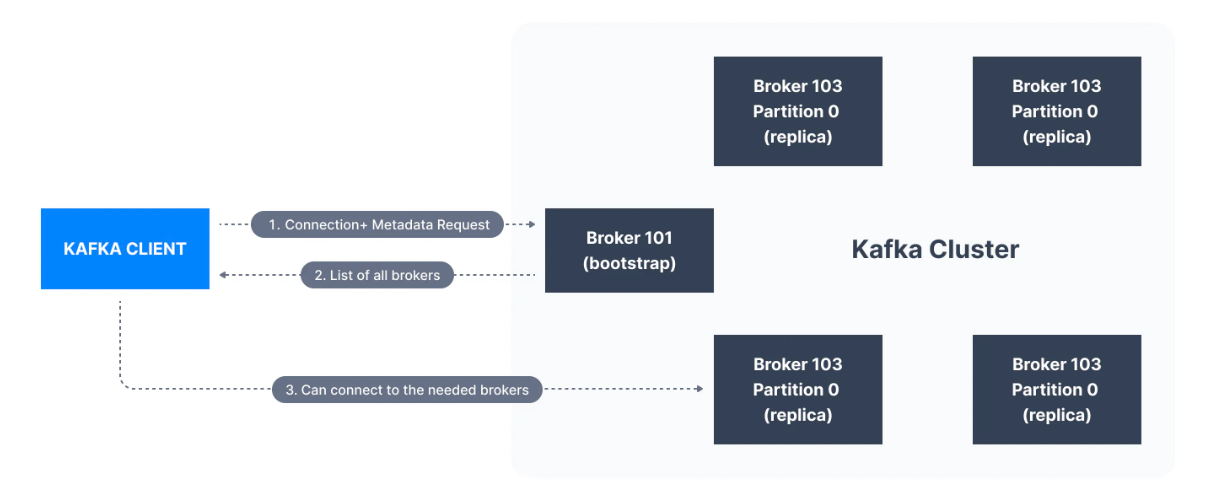 Broker 103
Partition 0
(replica)
Broker 103
Partition 0
(replica)
KAFKA CLIENT
1. Connection+ Metadata Request
2. List of all brokers
Broker 101
(bootstrap)
Kafka Cluster
3. Can connect to the needed brokers
Broker 103
Partition 0
(replica)
Broker 103
Partition 0
(replica)